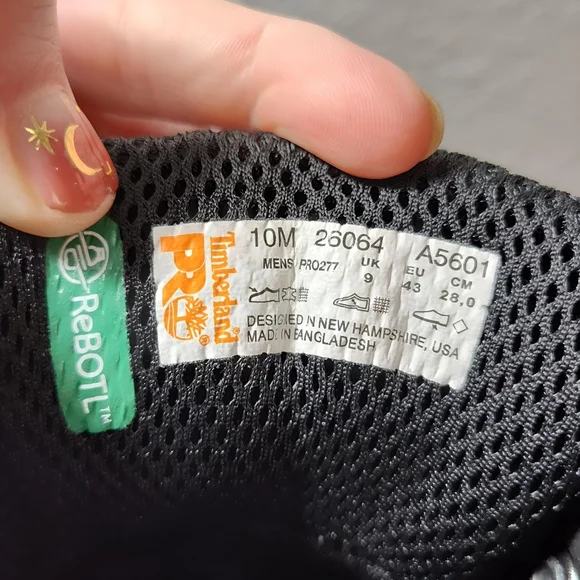 ReBOTL™
Timberland®
PRO®
10M 26064 A5601
MENS PRO277 UK EU CM
9 43 28,0
DESIGNED IN NEW HAMPSHIRE, USA
MADE IN BANGLADESH